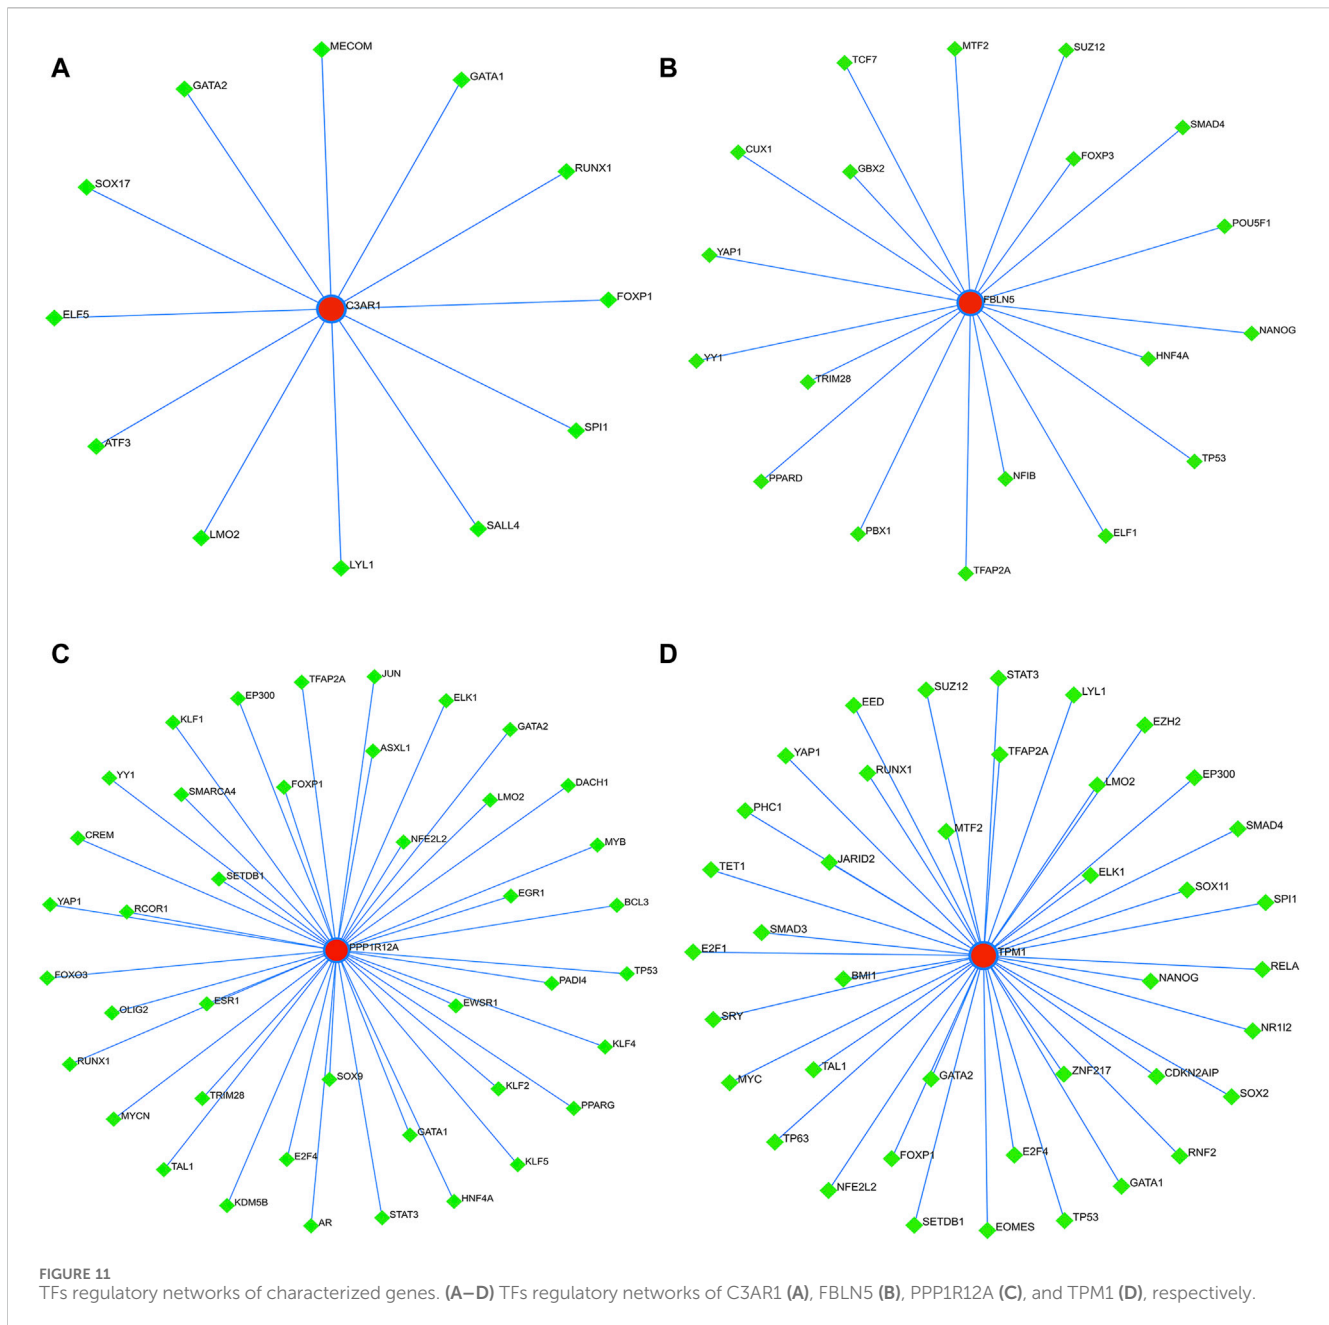 A
MECOM
GATA2
GATA1
SOX17
RUNX1
C3AR1
FOXP1
ELF5
ATF3
SPI1
LMO2
SALL4
LYL1
B
MTF2
SUZ12
TCF7
SMAD4
CUX1
FOXP3
GBX2
POU5F1
YAP1
FBLN5
NANOG
YY1
HNF4A
TRIM28
TP53
PPARD
NFIB
PBX1
ELF1
TFAP2A
C
JUN
TFAP2A
EP300
ELK1
KLF1
GATA2
ASXL1
YY1
FOXP1
DACH1
SMARCA4
LMO2
CREM
NFE2L2
MYB
SETDB1
EGR1
YAP1
RCOR1
BCL3
PPP1R12A
FOXO3
TP53
PADI4
OLIG2
ESR1
EWSR1
RUNX1
KLF4
SOX9
KLF2
TRIM28
MYCN
PPARG
GATA1
TAL1
E2F4
KLF5
KDM5B
HNF4A
AR
STAT3
D
STAT3
SUZ12
LYL1
EED
EZH2
YAP1
TFAP2A
RUNX1
EP300
LMO2
PHC1
MTF2
SMAD4
TET1
JARID2
ELK1
SOX11
SPI1
SMAD3
E2F1
TPM1
RELA
BMI1
NANOG
SRY
NR1I2
TAL1
MYC
GATA2
ZNF217
CDKN2AIP
SOX2
TP63
FOXP1
E2F4
RNF2
NFE2L2
GATA1
SETDB1
EOMES
TP53
FIGURE 11
TFs regulatory networks of characterized genes. (A–D) TFs regulatory networks of C3AR1 (A), FBLN5 (B), PPP1R12A (C), and TPM1 (D), respectively.